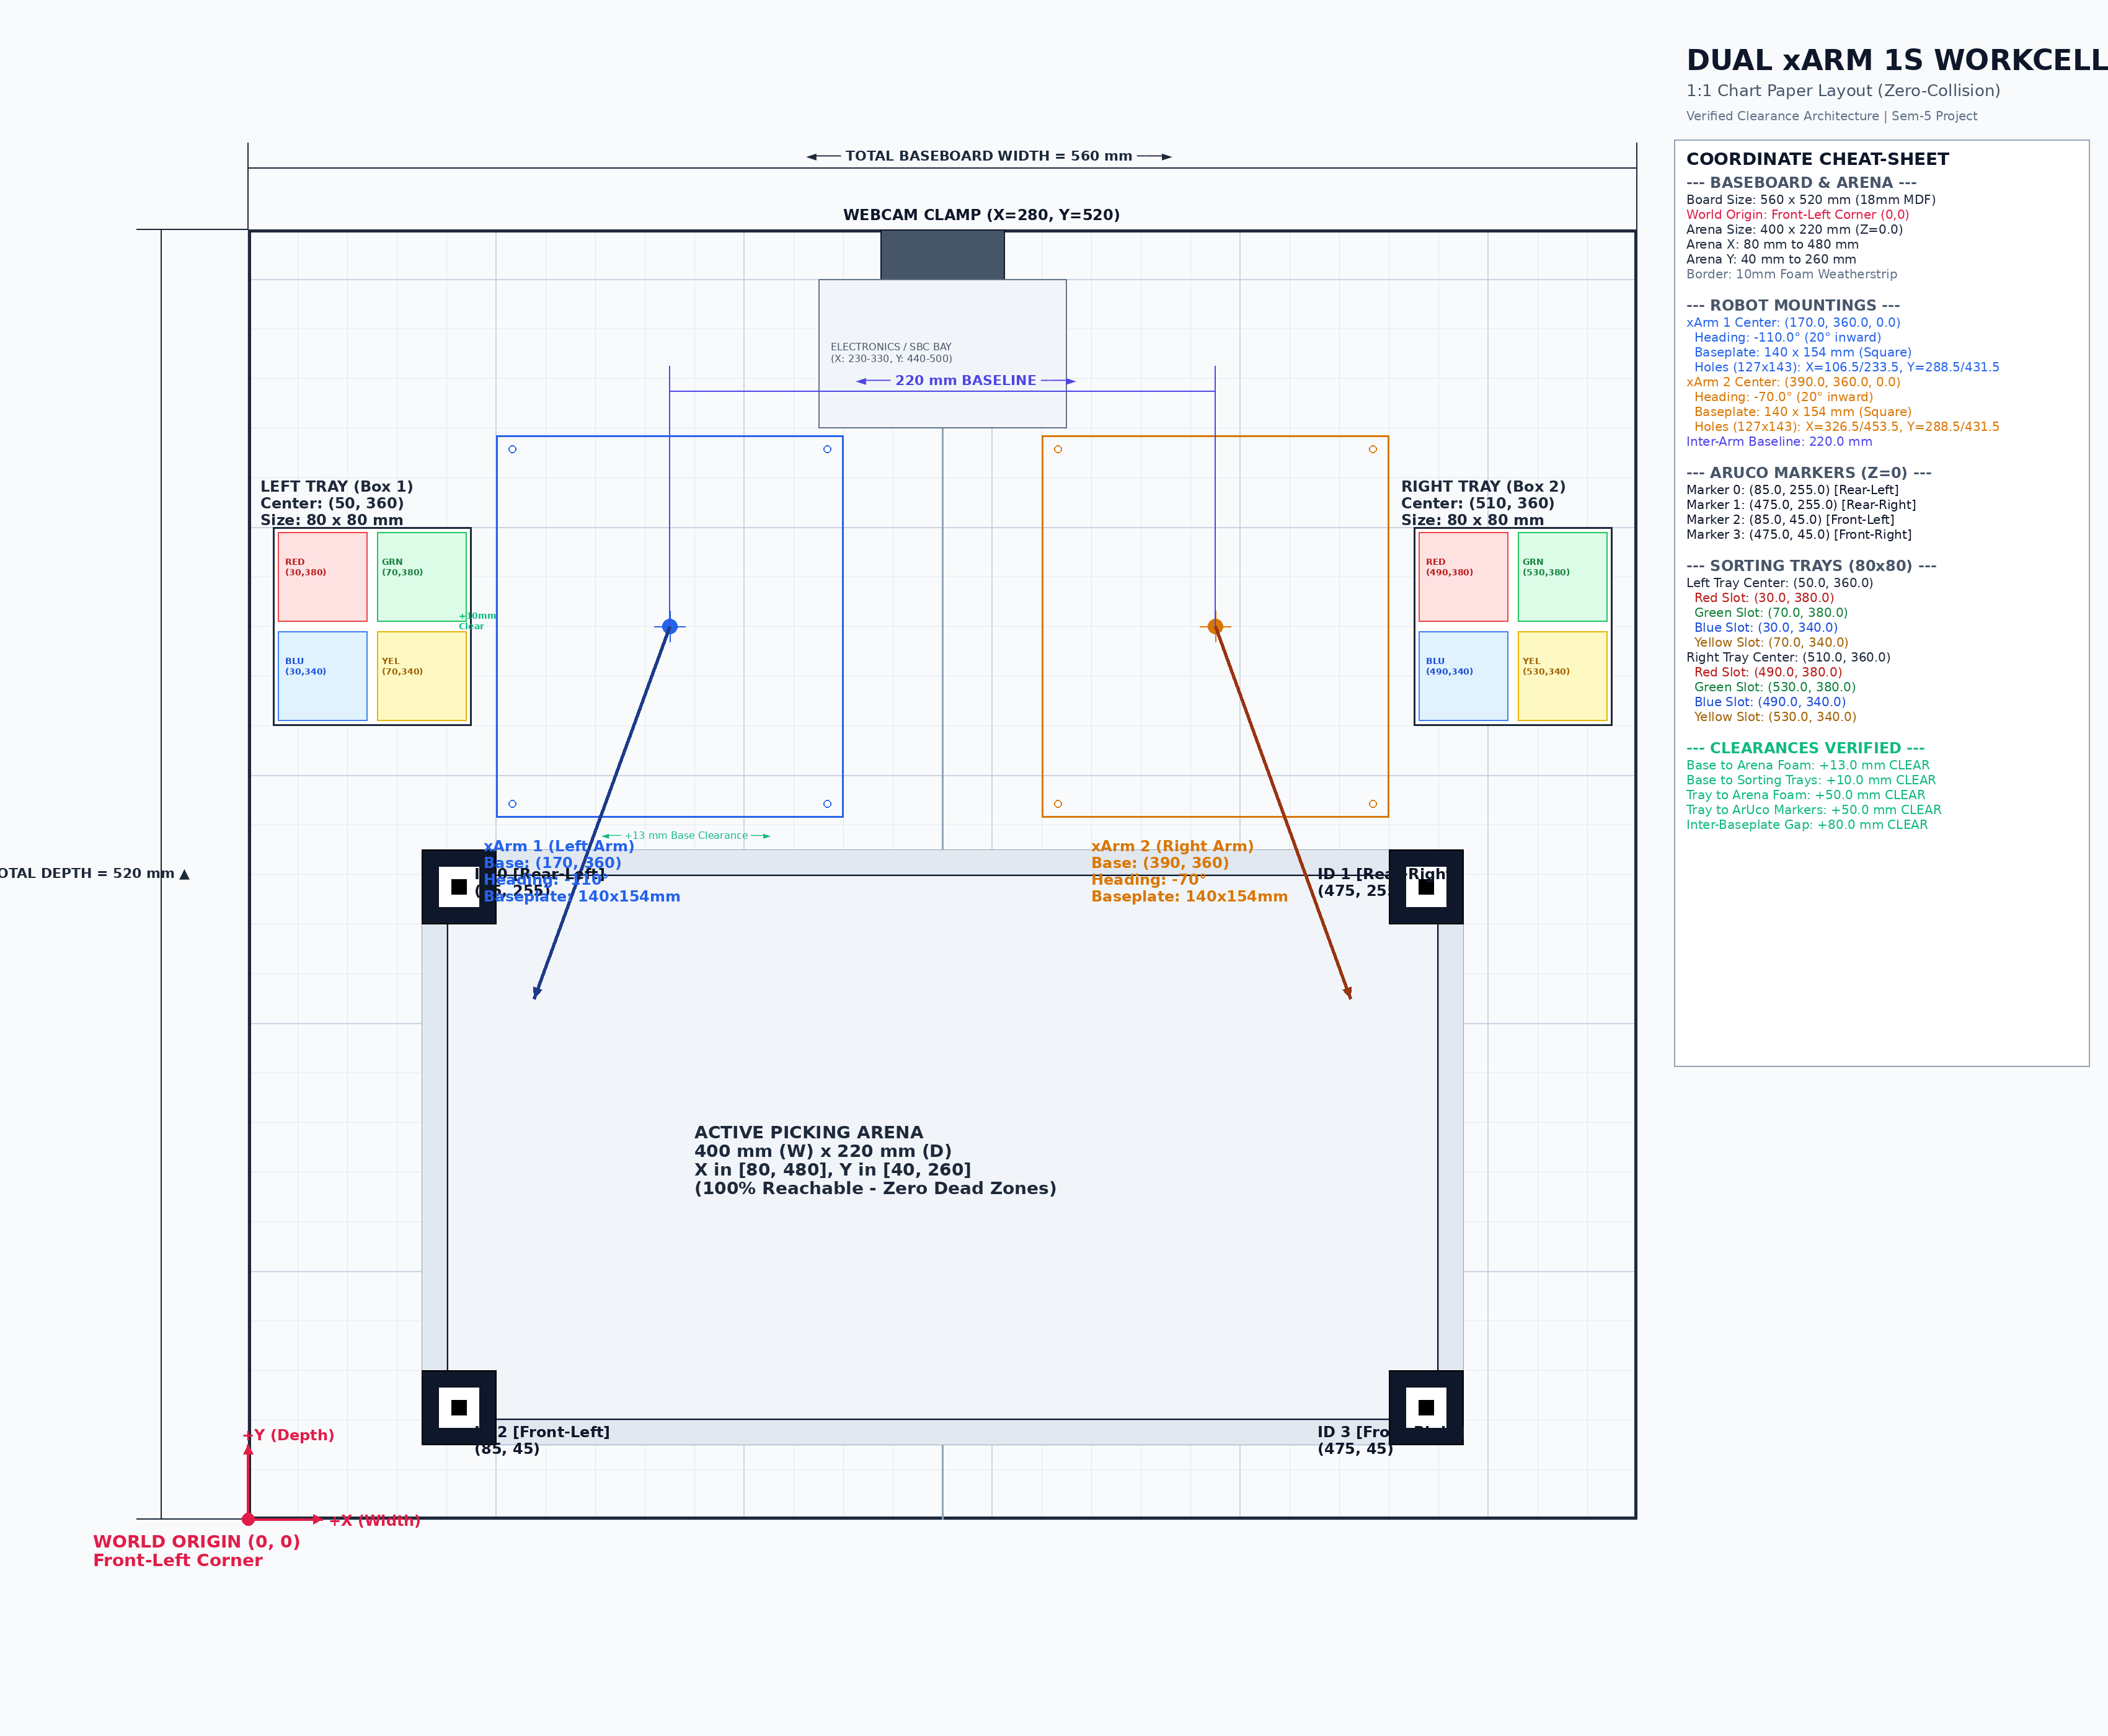 DUAL xARM 1S WORKCELL
1:1 Chart Paper Layout (Zero-Collision)
Verified Clearance Architecture | Sem-5 Project
◄── TOTAL BASEBOARD WIDTH = 560 mm ──►
WEBCAM CLAMP (X=280, Y=520)
ELECTRONICS / SBC BAY
(X: 230-330, Y: 440-500)
◄── 220 mm BASELINE ──►
LEFT TRAY (Box 1)
Center: (50, 360)
Size: 80 x 80 mm
RED
(30,380)
GRN
(70,380)
BLU
(30,340)
YEL
(70,340)
+10mm
Clear
RIGHT TRAY (Box 2)
Center: (510, 360)
Size: 80 x 80 mm
RED
(490,380)
GRN
(530,380)
BLU
(490,340)
YEL
(530,340)
◄── +13 mm Base Clearance ──►
xArm 1 (Left Arm)
Base: (170, 360)
Heading: -110°
Baseplate: 140x154mm
xArm 2 (Right Arm)
Base: (390, 360)
Heading: -70°
Baseplate: 140x154mm
OTAL DEPTH = 520 mm ▲
0 [Rear-Left]
255)
ID 1 [Rear-Right
(475, 25
ACTIVE PICKING ARENA
400 mm (W) x 220 mm (D)
X in [80, 480], Y in [40, 260]
(100% Reachable - Zero Dead Zones)
2 [Front-Left]
(85, 45)
ID 3 [Fro
(475, 45)
+Y (Depth)
+X (Width)
WORLD ORIGIN (0, 0)
Front-Left Corner
COORDINATE CHEAT-SHEET
--- BASEBOARD & ARENA ---
Board Size: 560 x 520 mm (18mm MDF)
World Origin: Front-Left Corner (0,0)
Arena Size: 400 x 220 mm (Z=0.0)
Arena X: 80 mm to 480 mm
Arena Y: 40 mm to 260 mm
Border: 10mm Foam Weatherstrip
--- ROBOT MOUNTINGS ---
xArm 1 Center: (170.0, 360.0, 0.0)
Heading: -110.0° (20° inward)
Baseplate: 140 x 154 mm (Square)
Holes (127x143): X=106.5/233.5, Y=288.5/431.5
xArm 2 Center: (390.0, 360.0, 0.0)
Heading: -70.0° (20° inward)
Baseplate: 140 x 154 mm (Square)
Holes (127x143): X=326.5/453.5, Y=288.5/431.5
Inter-Arm Baseline: 220.0 mm
--- ARUCO MARKERS (Z=0) ---
Marker 0: (85.0, 255.0) [Rear-Left]
Marker 1: (475.0, 255.0) [Rear-Right]
Marker 2: (85.0, 45.0) [Front-Left]
Marker 3: (475.0, 45.0) [Front-Right]
--- SORTING TRAYS (80x80) ---
Left Tray Center: (50.0, 360.0)
Red Slot: (30.0, 380.0)
Green Slot: (70.0, 380.0)
Blue Slot: (30.0, 340.0)
Yellow Slot: (70.0, 340.0)
Right Tray Center: (510.0, 360.0)
Red Slot: (490.0, 380.0)
Green Slot: (530.0, 380.0)
Blue Slot: (490.0, 340.0)
Yellow Slot: (530.0, 340.0)
--- CLEARANCES VERIFIED ---
Base to Arena Foam: +13.0 mm CLEAR
Base to Sorting Trays: +10.0 mm CLEAR
Tray to Arena Foam: +50.0 mm CLEAR
Tray to ArUco Markers: +50.0 mm CLEAR
Inter-Baseplate Gap: +80.0 mm CLEAR